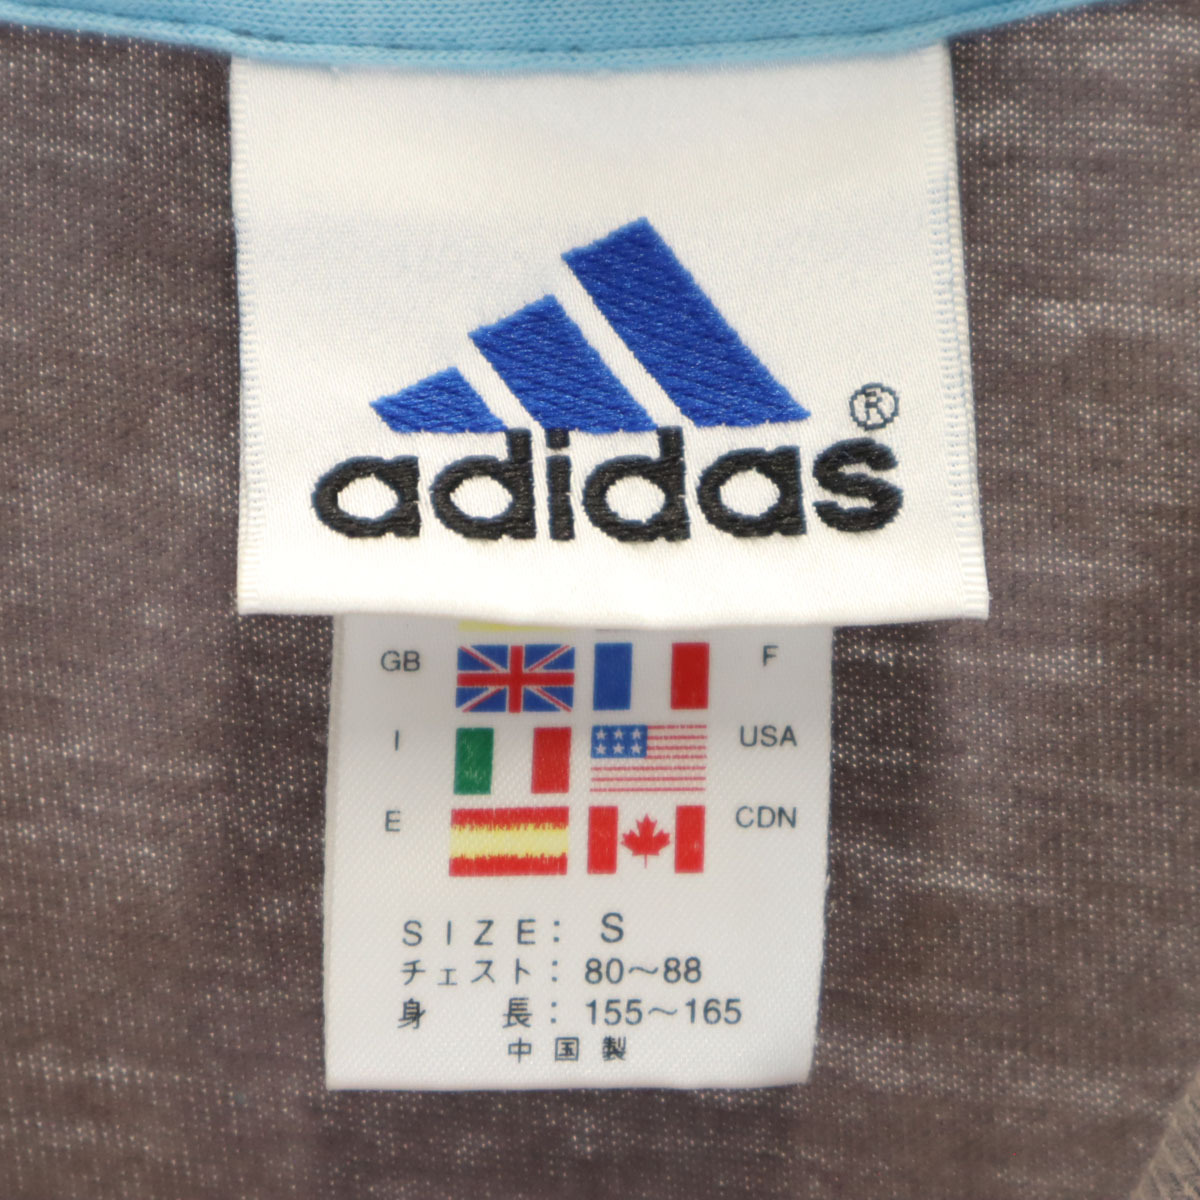 adidas®
GB F
I USA
E CDN
SIZE: S
チェスト: 80～88
身長: 155～165
中国製